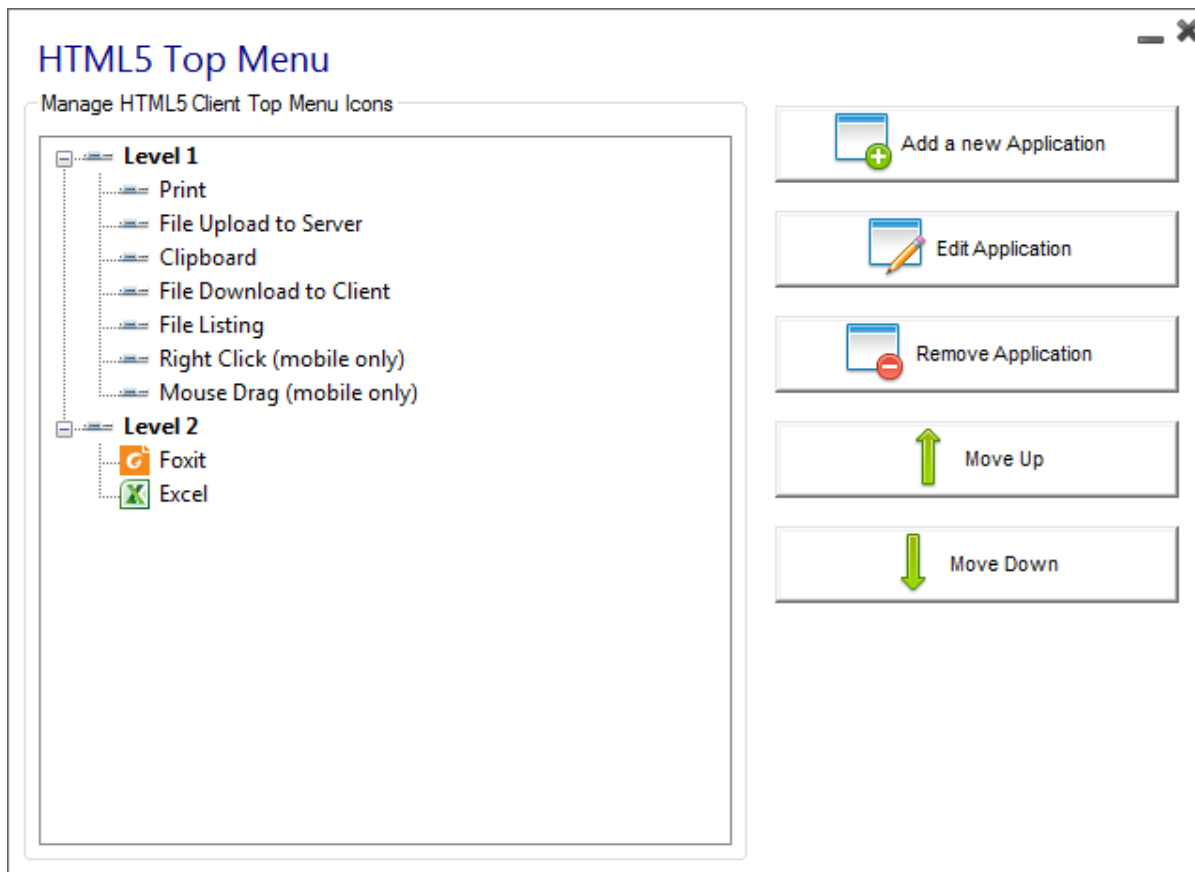 HTML5 Top Menu
Manage HTML5 Client Top Menu Icons
Level 1
Print
File Upload to Server
Clipboard
File Download to Client
File Listing
Right Click (mobile only)
Mouse Drag (mobile only)
Level 2
Foxit
Excel
Add a new Application
Edit Application
Remove Application
Move Up
Move Down